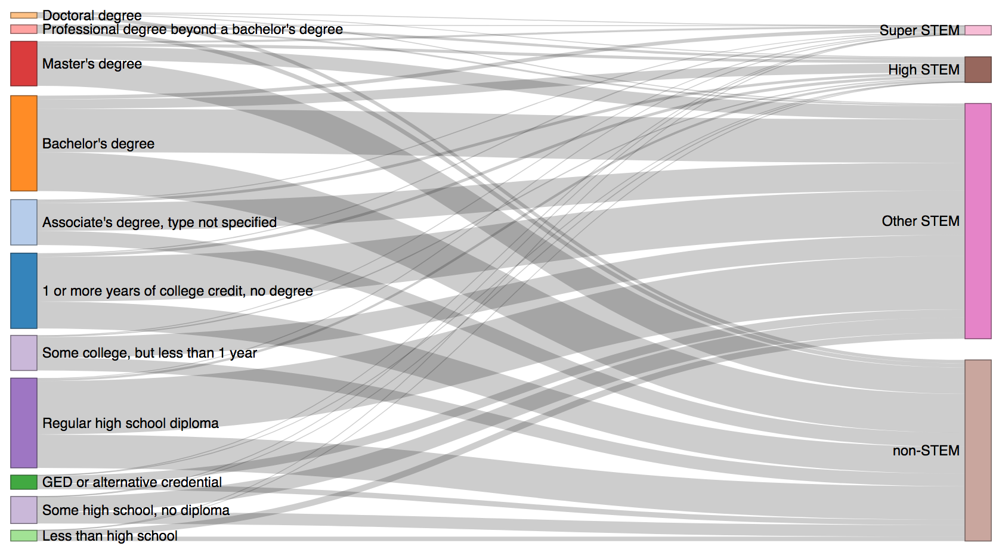 Doctoral degree
Professional degree beyond a bachelor's degree
Master's degree
Bachelor's degree
Associate's degree, type not specified
1 or more years of college credit, no degree
Some college, but less than 1 year
Regular high school diploma
GED or alternative credential
Some high school, no diploma
Less than high school
Super STEM
High STEM
Other STEM
non-STEM